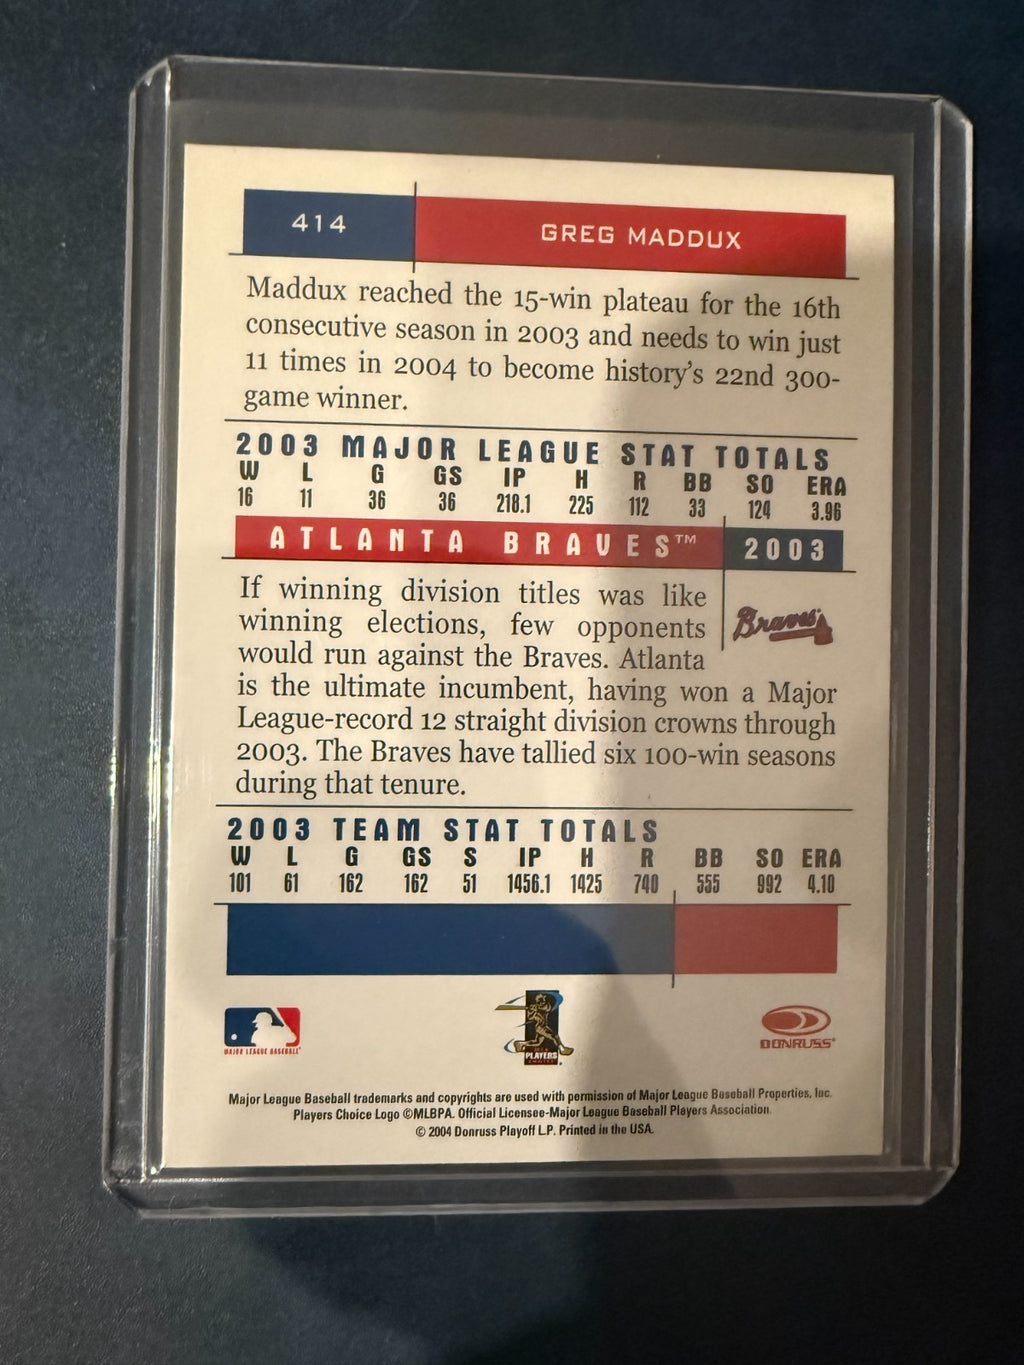 414 GREG MADDUX
Maddux reached the 15-win plateau for the 16th
consecutive season in 2003 and needs to win just
11 times in 2004 to become history's 22nd 300-
game winner.
2003 MAJOR LEAGUE STAT TOTALS
W L G GS IP H R BB SO ERA
16 11 36 36 218.1 225 112 33 124 3.96
ATLANTA BRAVES™ 2003
If winning division titles was like
winning elections, few opponents
would run against the Braves. Atlanta
is the ultimate incumbent, having won a Major
League-record 12 straight division crowns through
2003. The Braves have tallied six 100-win seasons
during that tenure.
Braves
2003 TEAM STAT TOTALS
W L G GS S IP H R BB SO ERA
101 61 162 162 51 1456.1 1425 740 555 992 4.10
MAJOR LEAGUE BASEBALL
PLAYERS
DONRUSS
Major League Baseball trademarks and copyrights are used with permission of Major League Baseball Properties, Inc.
Players Choice Logo ©MLBPA. Official Licensee-Major League Baseball Players Association.
© 2004 Donruss Playoff L.P. Printed in the USA.